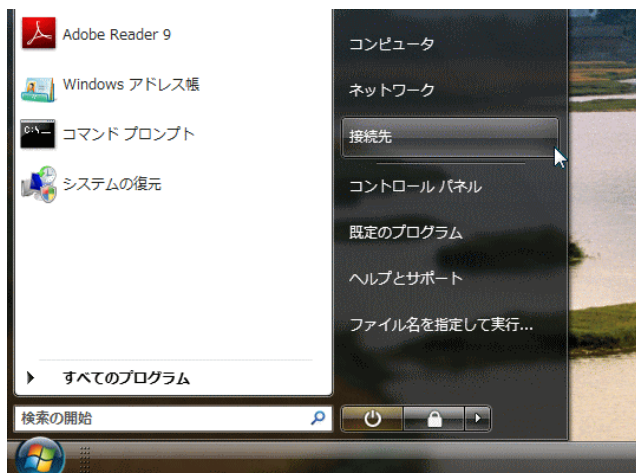 Adobe Reader 9
Windows アドレス帳
コマンド プロンプト
システムの復元
すべてのプログラム
検索の開始
コンピュータ
ネットワーク
接続先
コントロール パネル
既定のプログラム
ヘルプとサポート
ファイル名を指定して実行...